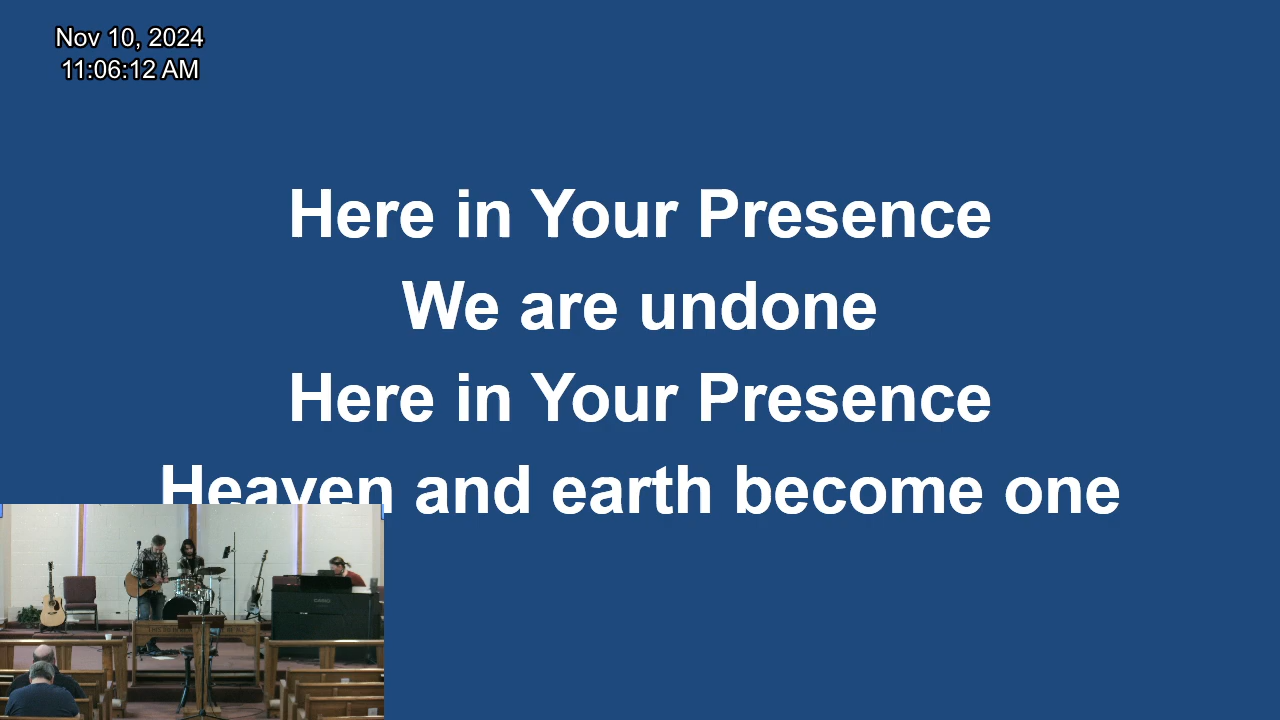 Nov 10, 2024
11:06:12 AM
Here in Your Presence
We are undone
Here in Your Presence
Heaven and earth become one
CASIO